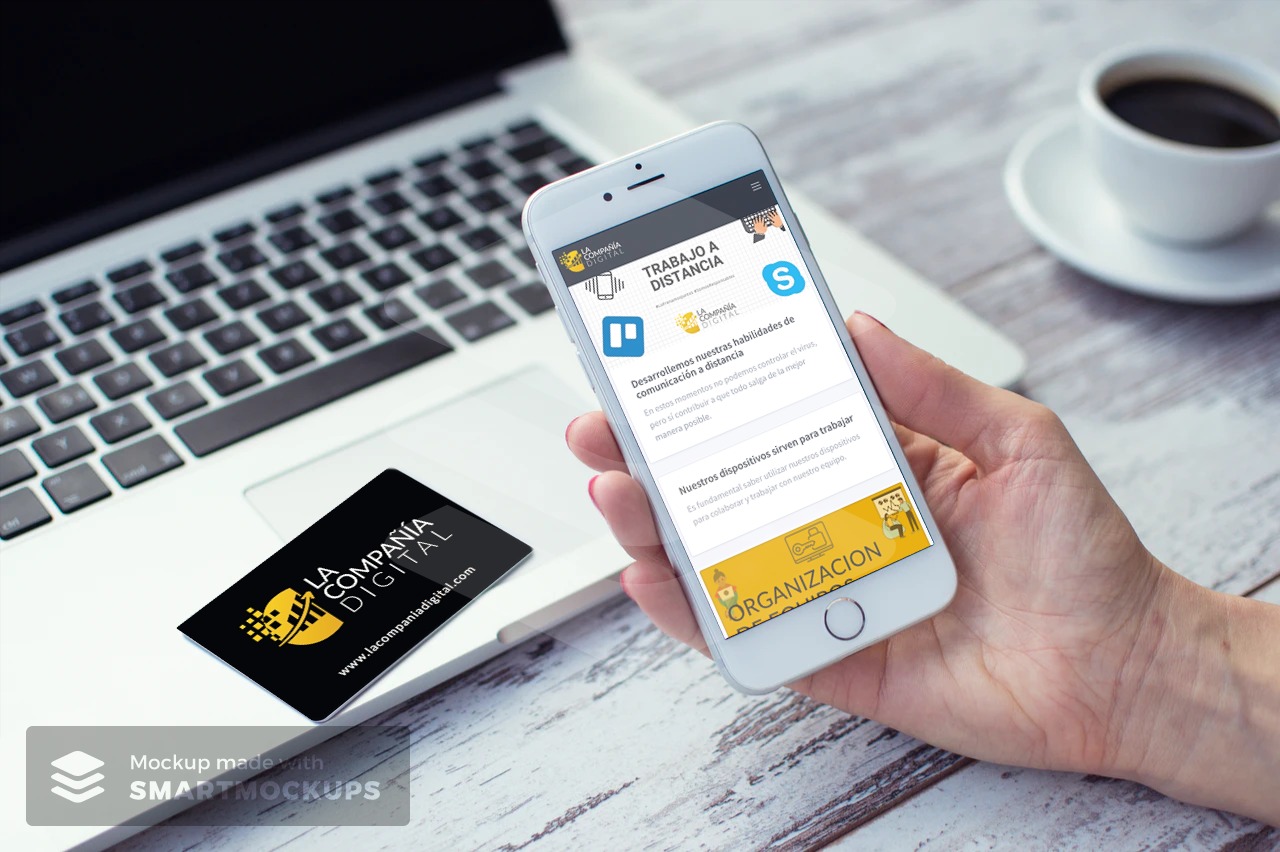 LA
COMPAÑÍA
DIGITAL
TRABAJO A
DISTANCIA
LA
COMPAÑÍA
DIGITAL
Desarrollemos nuestras habilidades de
comunicación a distancia
En estos momentos no podemos controlar el virus,
pero sí contribuir a que todo salga de la mejor
manera posible.
Nuestros dispositivos sirven para trabajar
Es fundamental saber utilizar nuestros dispositivos
para colaborar y trabajar con nuestro equipo.
ORGANIZACION
DE EQUIPOS
LA
COMPAÑÍA
DIGITAL
www.lacompaniadigital.com
Mockup made with
SMARTMOCKUPS